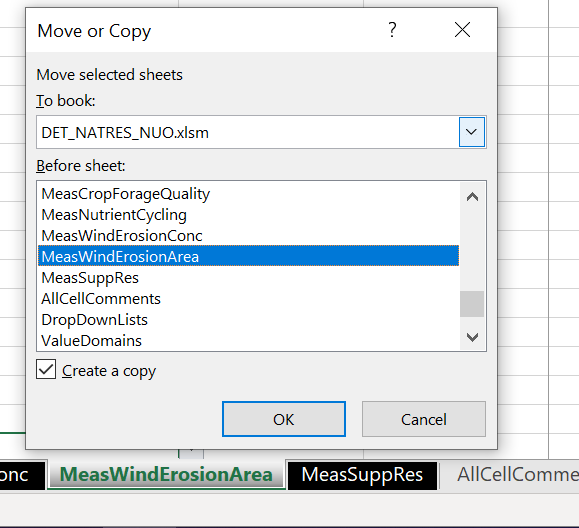 Move or Copy ?
Move selected sheets
To book:
DET_NATRES_NUO.xlsm
Before sheet:
MeasCropForageQuality
MeasNutrientCycling
MeasWindErosionConc
MeasWindErosionArea
MeasSuppRes
AllCellComments
DropDownLists
ValueDomains
Create a copy
OK Cancel
onc MeasWindErosionArea MeasSuppRes AllCellComme